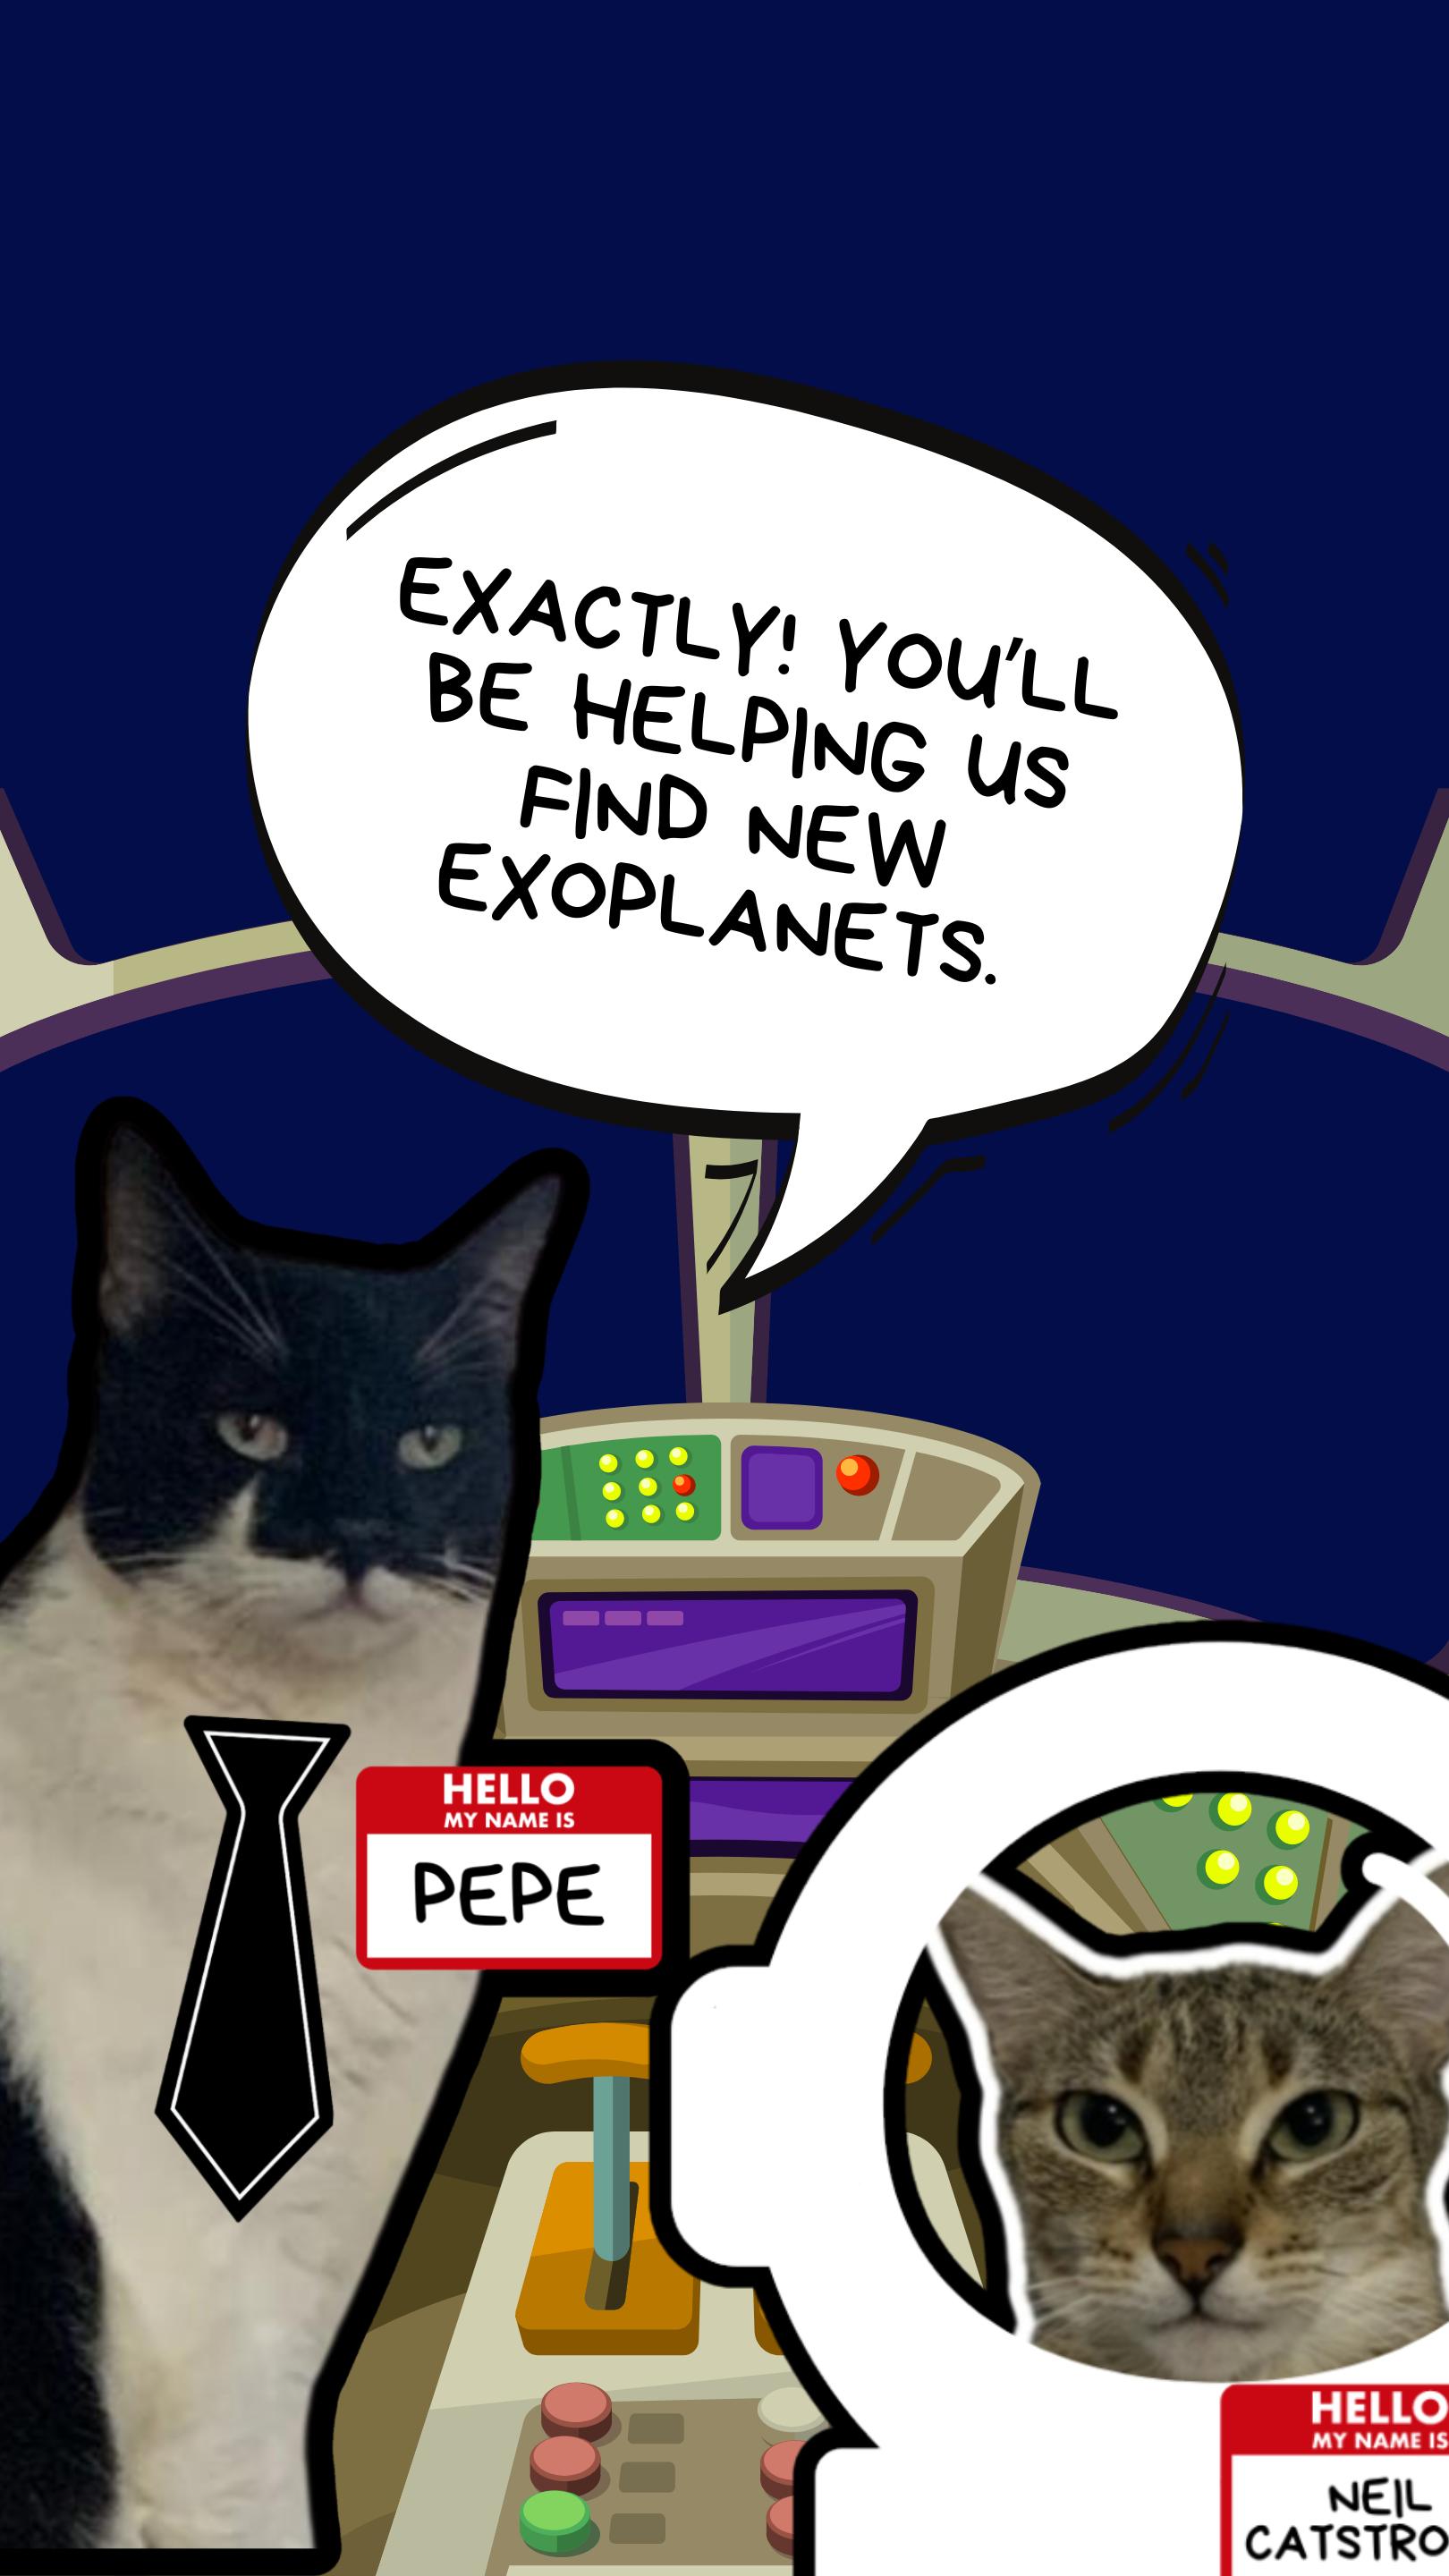 EXACTLY! YOU'LL
BE HELPING US
FIND NEW
EXOPLANETS.
HELLO
MY NAME IS
PEPE
HELLO
MY NAME IS
NEIL
CATSTRO